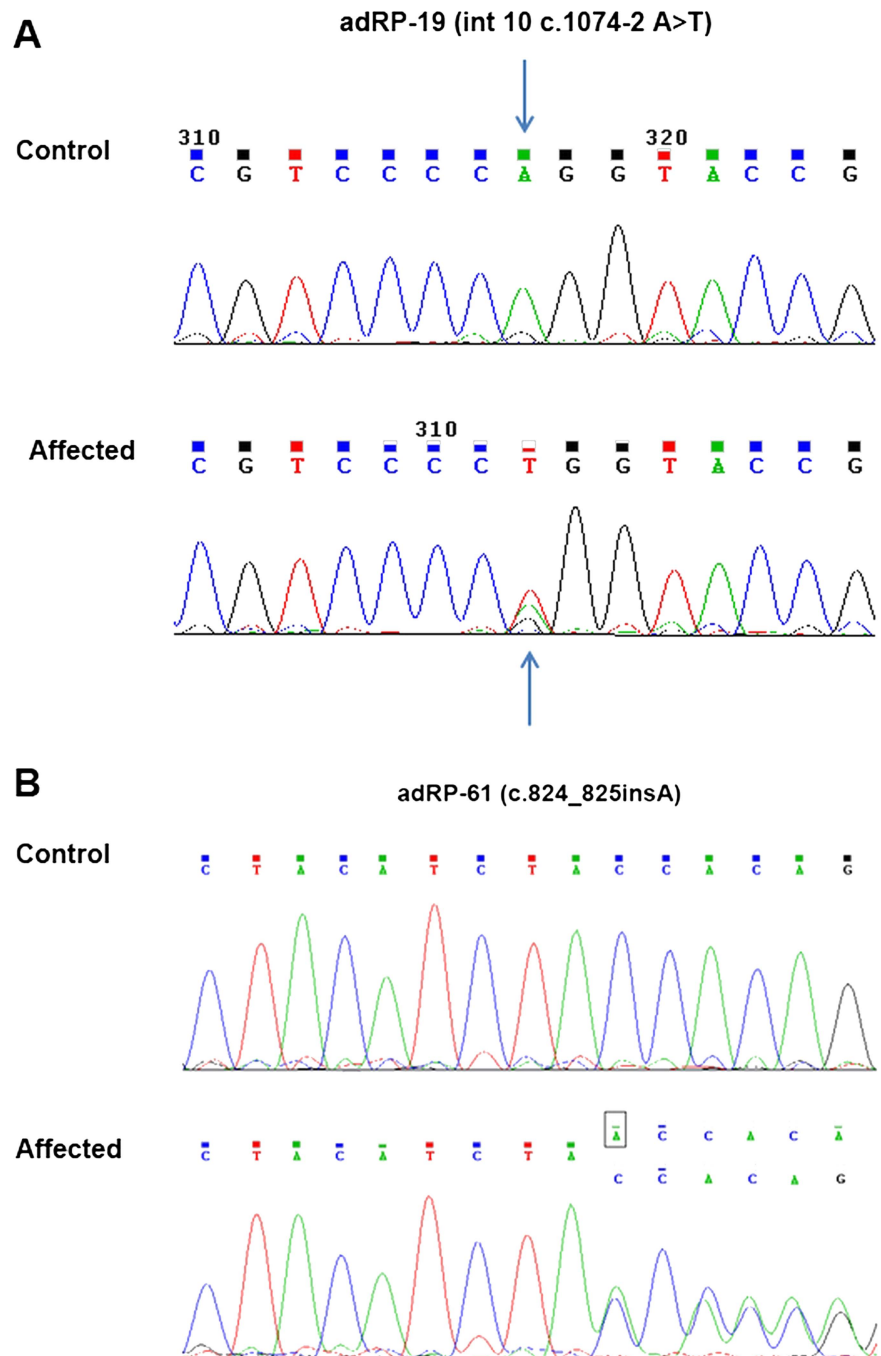 A
adRP-19 (int 10 c.1074-2 A>T)
Control
310 320
C G T C C C C A G G T A C C G
Affected
310
C G T C C C C T G G T A C C G
B
adRP-61 (c.824_825insA)
Control
C T A C A T C T A C C A C A G
Affected
A C C A C A
C T A C A T C T A
C C A C A G